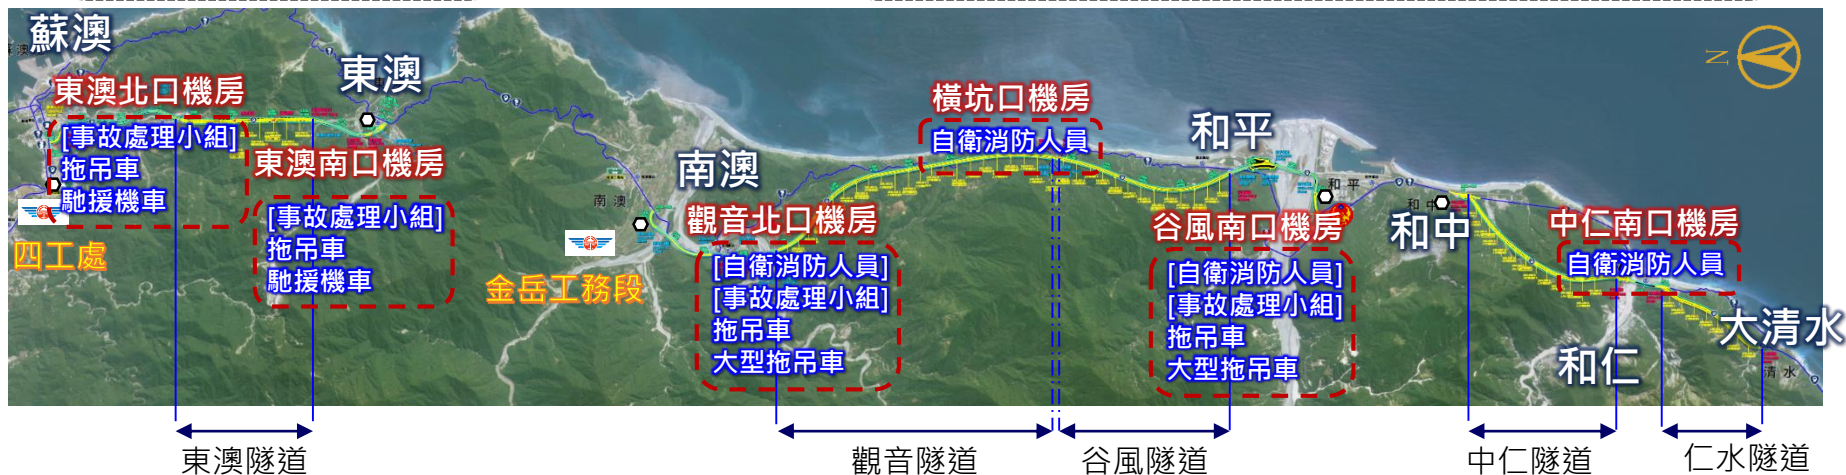 蘇澳
東澳北口機房
[事故處理小組]
拖吊車
馳援機車
四工處
東澳
東澳南口機房
[事故處理小組]
拖吊車
馳援機車
南澳
南澳
金岳工務段
觀音北口機房
[自衛消防人員]
[事故處理小組]
拖吊車
大型拖吊車
橫坑口機房
自衛消防人員
和平
和平
谷風南口機房
[自衛消防人員]
[事故處理小組]
拖吊車
大型拖吊車
和中
中仁南口機房
自衛消防人員
和仁
大清水
清水
N
東澳隧道
觀音隧道
谷風隧道
中仁隧道
仁水隧道